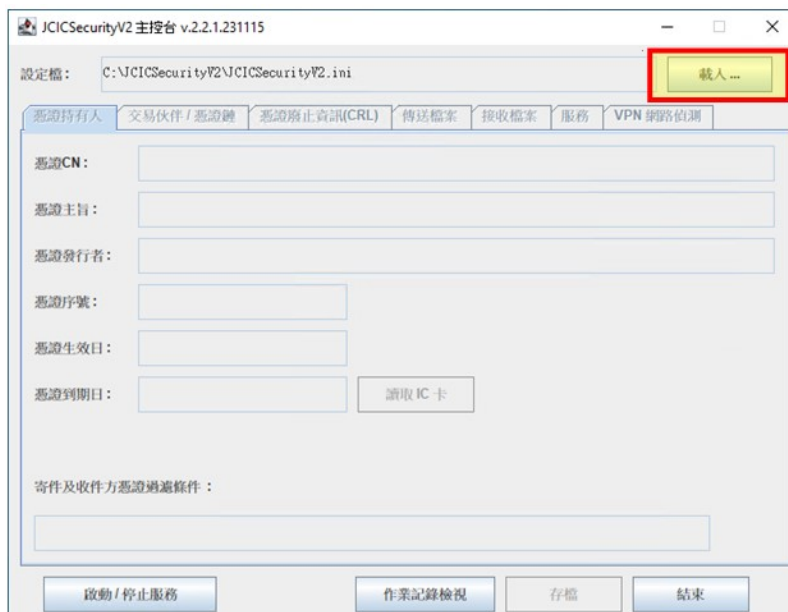 JCICSecurityV2 主控台 v.2.2.1.231115
設定檔： C:\JCICSecurityV2\JCICSecurityV2.ini 載入 ...
憑證持有人 交易伙伴 / 憑證鏈 憑證廢止資訊(CRL) 傳送檔案 接收檔案 服務 VPN 網路偵測
憑證CN：
憑證主旨：
憑證發行者：
憑證序號：
憑證生效日：
憑證到期日： 讀取 IC 卡
寄件及收件方憑證過濾條件：
啟動 / 停止服務 作業記錄檢視 存檔 結束